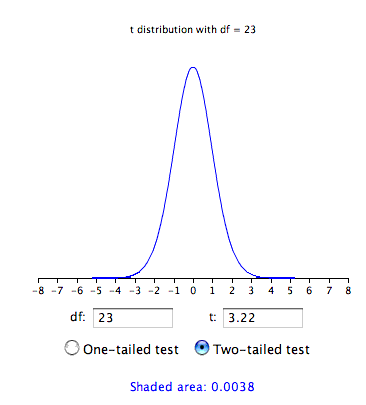 t distribution with df = 23
-8 -7 -6 -5 -4 -3 -2 -1 0 1 2 3 4 5 6 7 8
df: 23 t: 3.22
One-tailed test Two-tailed test
Shaded area: 0.0038